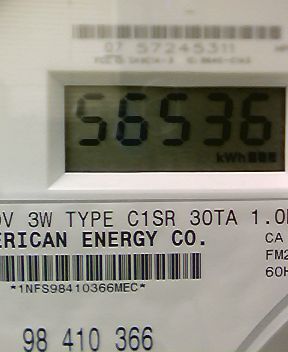 07 57245311
56536
kWh
0V 3W TYPE C1SR 30TA 1.0
ERICAN ENERGY CO.
CA
FM2
60H
*1NFS98410366MEC*
98 410 366